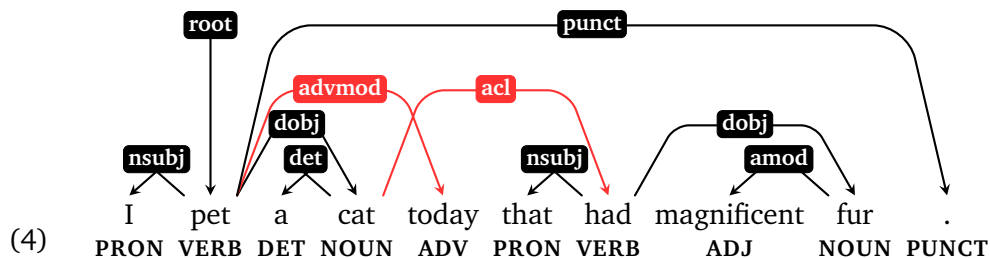 root punct
advmod acl
dobj dobj
nsubj det nsubj amod
I pet a cat today that had magnificent fur .
(4) PRON VERB DET NOUN ADV PRON VERB ADJ NOUN PUNCT